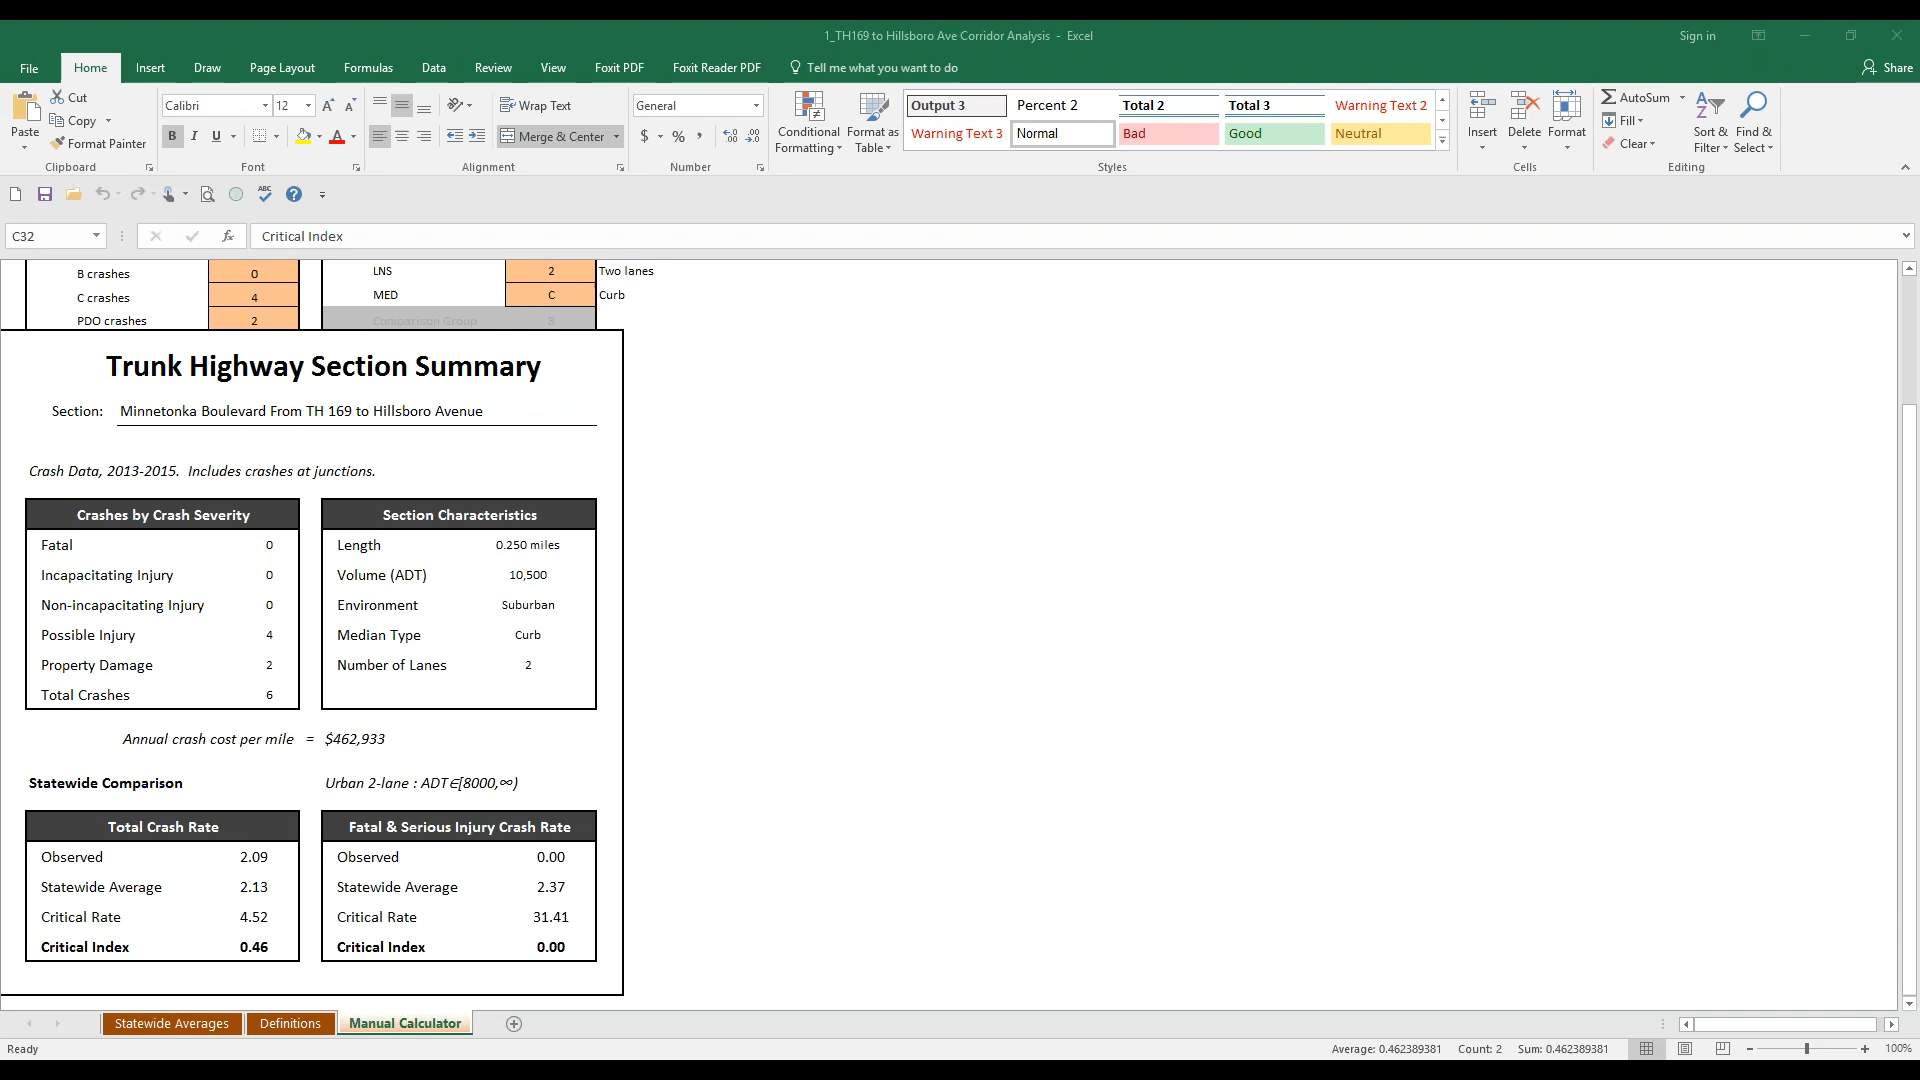 1_TH169 to Hillsboro Ave Corridor Analysis - Excel
Sign in
File Home Insert Draw Page Layout Formulas Data Review View Foxit PDF Foxit Reader PDF Tell me what you want to do Share
Paste
Cut
Copy
Format Painter
Clipboard
Calibri 12
B I U
Font
Wrap Text
Merge & Center
Alignment
General
$ % ,
Number
Conditional Formatting
Format as Table
Output 3 Percent 2 Total 2 Total 3 Warning Text 2
Warning Text 3 Normal Bad Good Neutral
Styles
Insert Delete Format
Cells
AutoSum
Fill
Clear
Sort & Filter
Find & Select
Editing
C32 fx Critical Index
B crashes 0 LNS 2 Two lanes
C crashes 4 MED C Curb
PDO crashes 2 Comparison Group 8
Trunk Highway Section Summary
Section: Minnetonka Boulevard From TH 169 to Hillsboro Avenue
Crash Data, 2013-2015. Includes crashes at junctions.
Crashes by Crash Severity
Fatal 0
Incapacitating Injury 0
Non-incapacitating Injury 0
Possible Injury 4
Property Damage 2
Total Crashes 6
Section Characteristics
Length 0.250 miles
Volume (ADT) 10,500
Environment Suburban
Median Type Curb
Number of Lanes 2
Annual crash cost per mile = $462,933
Statewide Comparison Urban 2-lane : ADT∈[8000,∞)
Total Crash Rate
Observed 2.09
Statewide Average 2.13
Critical Rate 4.52
Critical Index 0.46
Fatal & Serious Injury Crash Rate
Observed 0.00
Statewide Average 2.37
Critical Rate 31.41
Critical Index 0.00
Statewide Averages Definitions Manual Calculator
Ready Average: 0.462389381 Count: 2 Sum: 0.462389381 100%